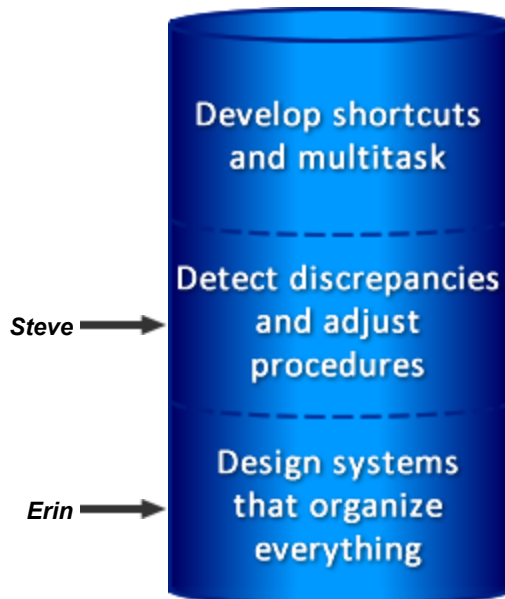 Develop shortcuts
and multitask
Detect discrepancies
and adjust
procedures
Steve
Design systems
that organize
everything
Erin